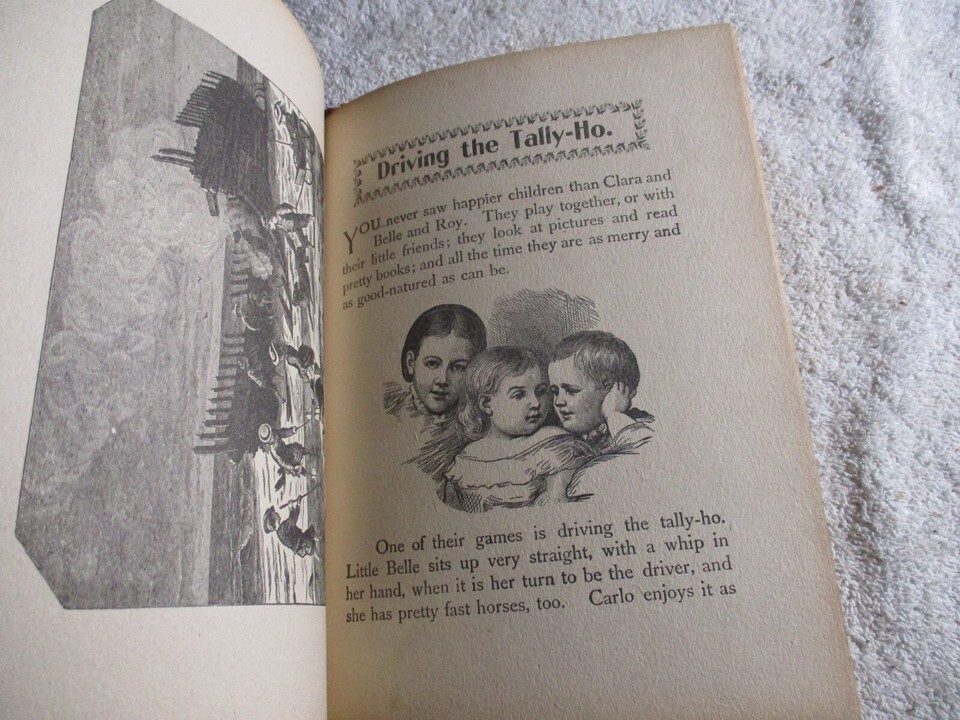 Driving the Tally-Ho.
YOU never saw happier children than Clara and
Belle and Roy. They play together, or with
their little friends; they look at pictures and read
pretty books; and all the time they are as merry and
as good-natured as can be.
One of their games is driving the tally-ho.
Little Belle sits up very straight, with a whip in
her hand, when it is her turn to be the driver, and
she has pretty fast horses, too. Carlo enjoys it as